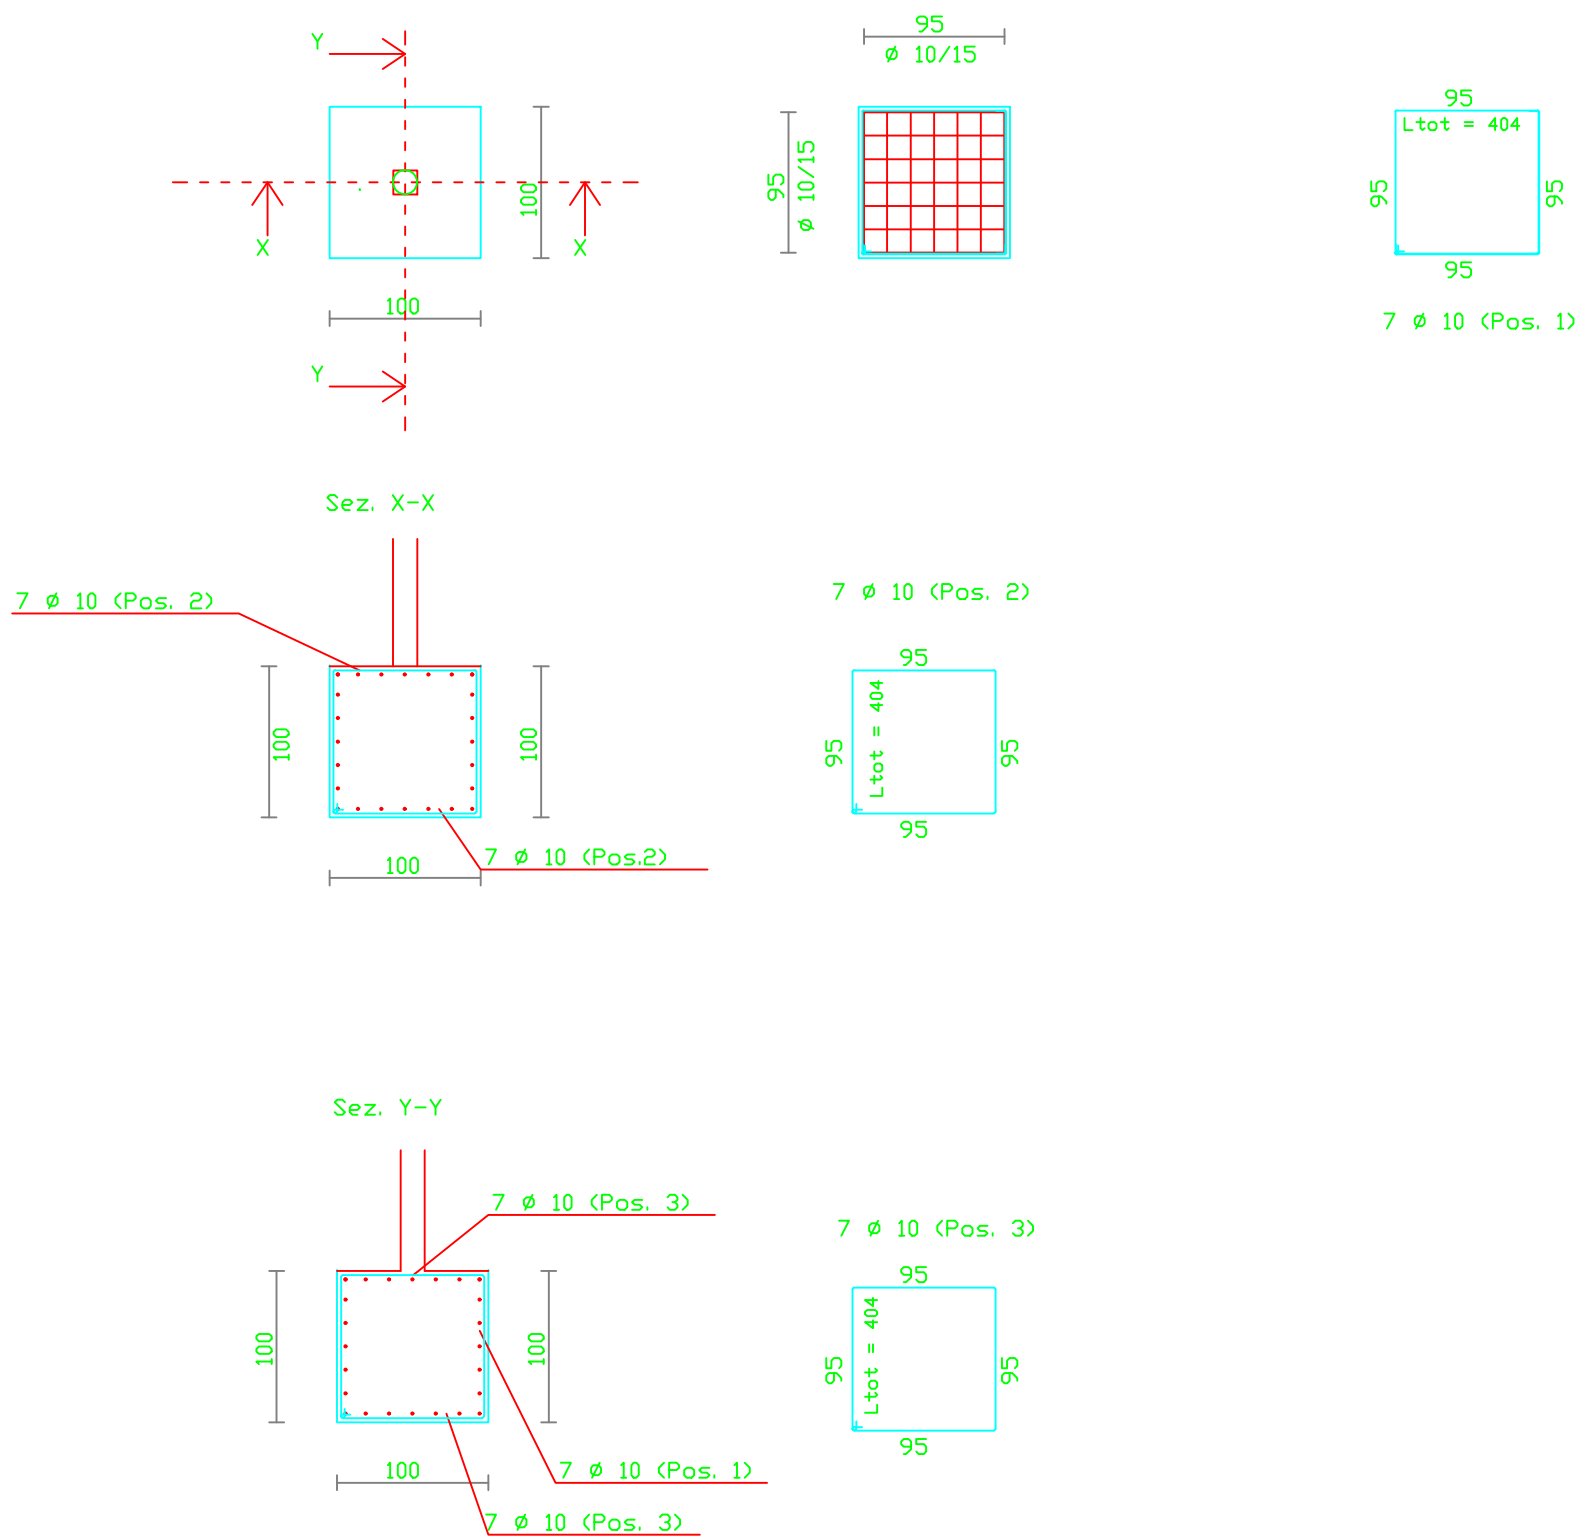 95
Y
Ø 10/15
95
Ltot = 404
95
Ø 10/15
95
95
100
X
X
95
100
7 Ø 10 (Pos. 1)
Y
Sez. X-X
7 Ø 10 (Pos. 2)
7 Ø 10 (Pos. 2)
95
100
100
95
Ltot = 404
95
95
100
7 Ø 10 (Pos.2)
Sez. Y-Y
7 Ø 10 (Pos. 3)
7 Ø 10 (Pos. 3)
95
100
100
95
Ltot = 404
95
95
100
7 Ø 10 (Pos. 1)
7 Ø 10 (Pos. 3)